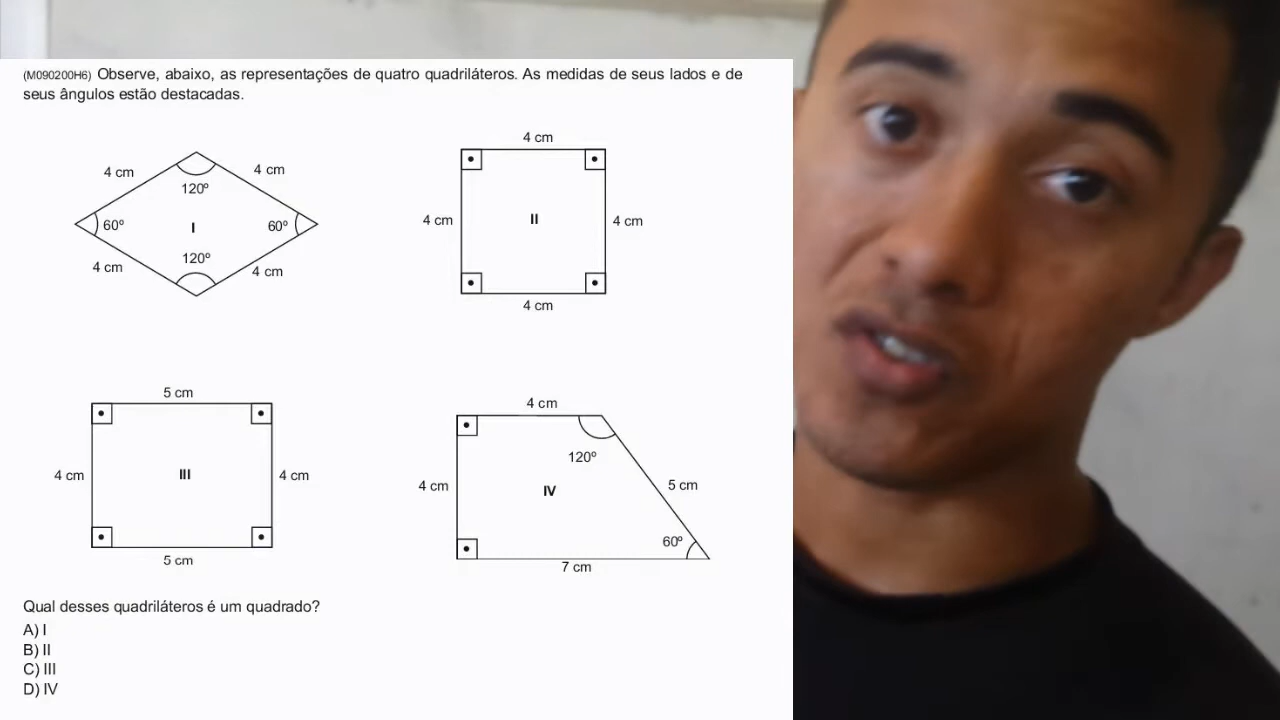 (M090200H6) Observe, abaixo, as representações de quatro quadriláteros. As medidas de seus lados e de
seus ângulos estão destacadas.
4 cm
4 cm
120º
60º
I
60º
120º
4 cm
4 cm
4 cm
4 cm
II
4 cm
4 cm
5 cm
4 cm
III
4 cm
5 cm
4 cm
120º
4 cm
IV
5 cm
60º
7 cm
Qual desses quadriláteros é um quadrado?
A) I
B) II
C) III
D) IV